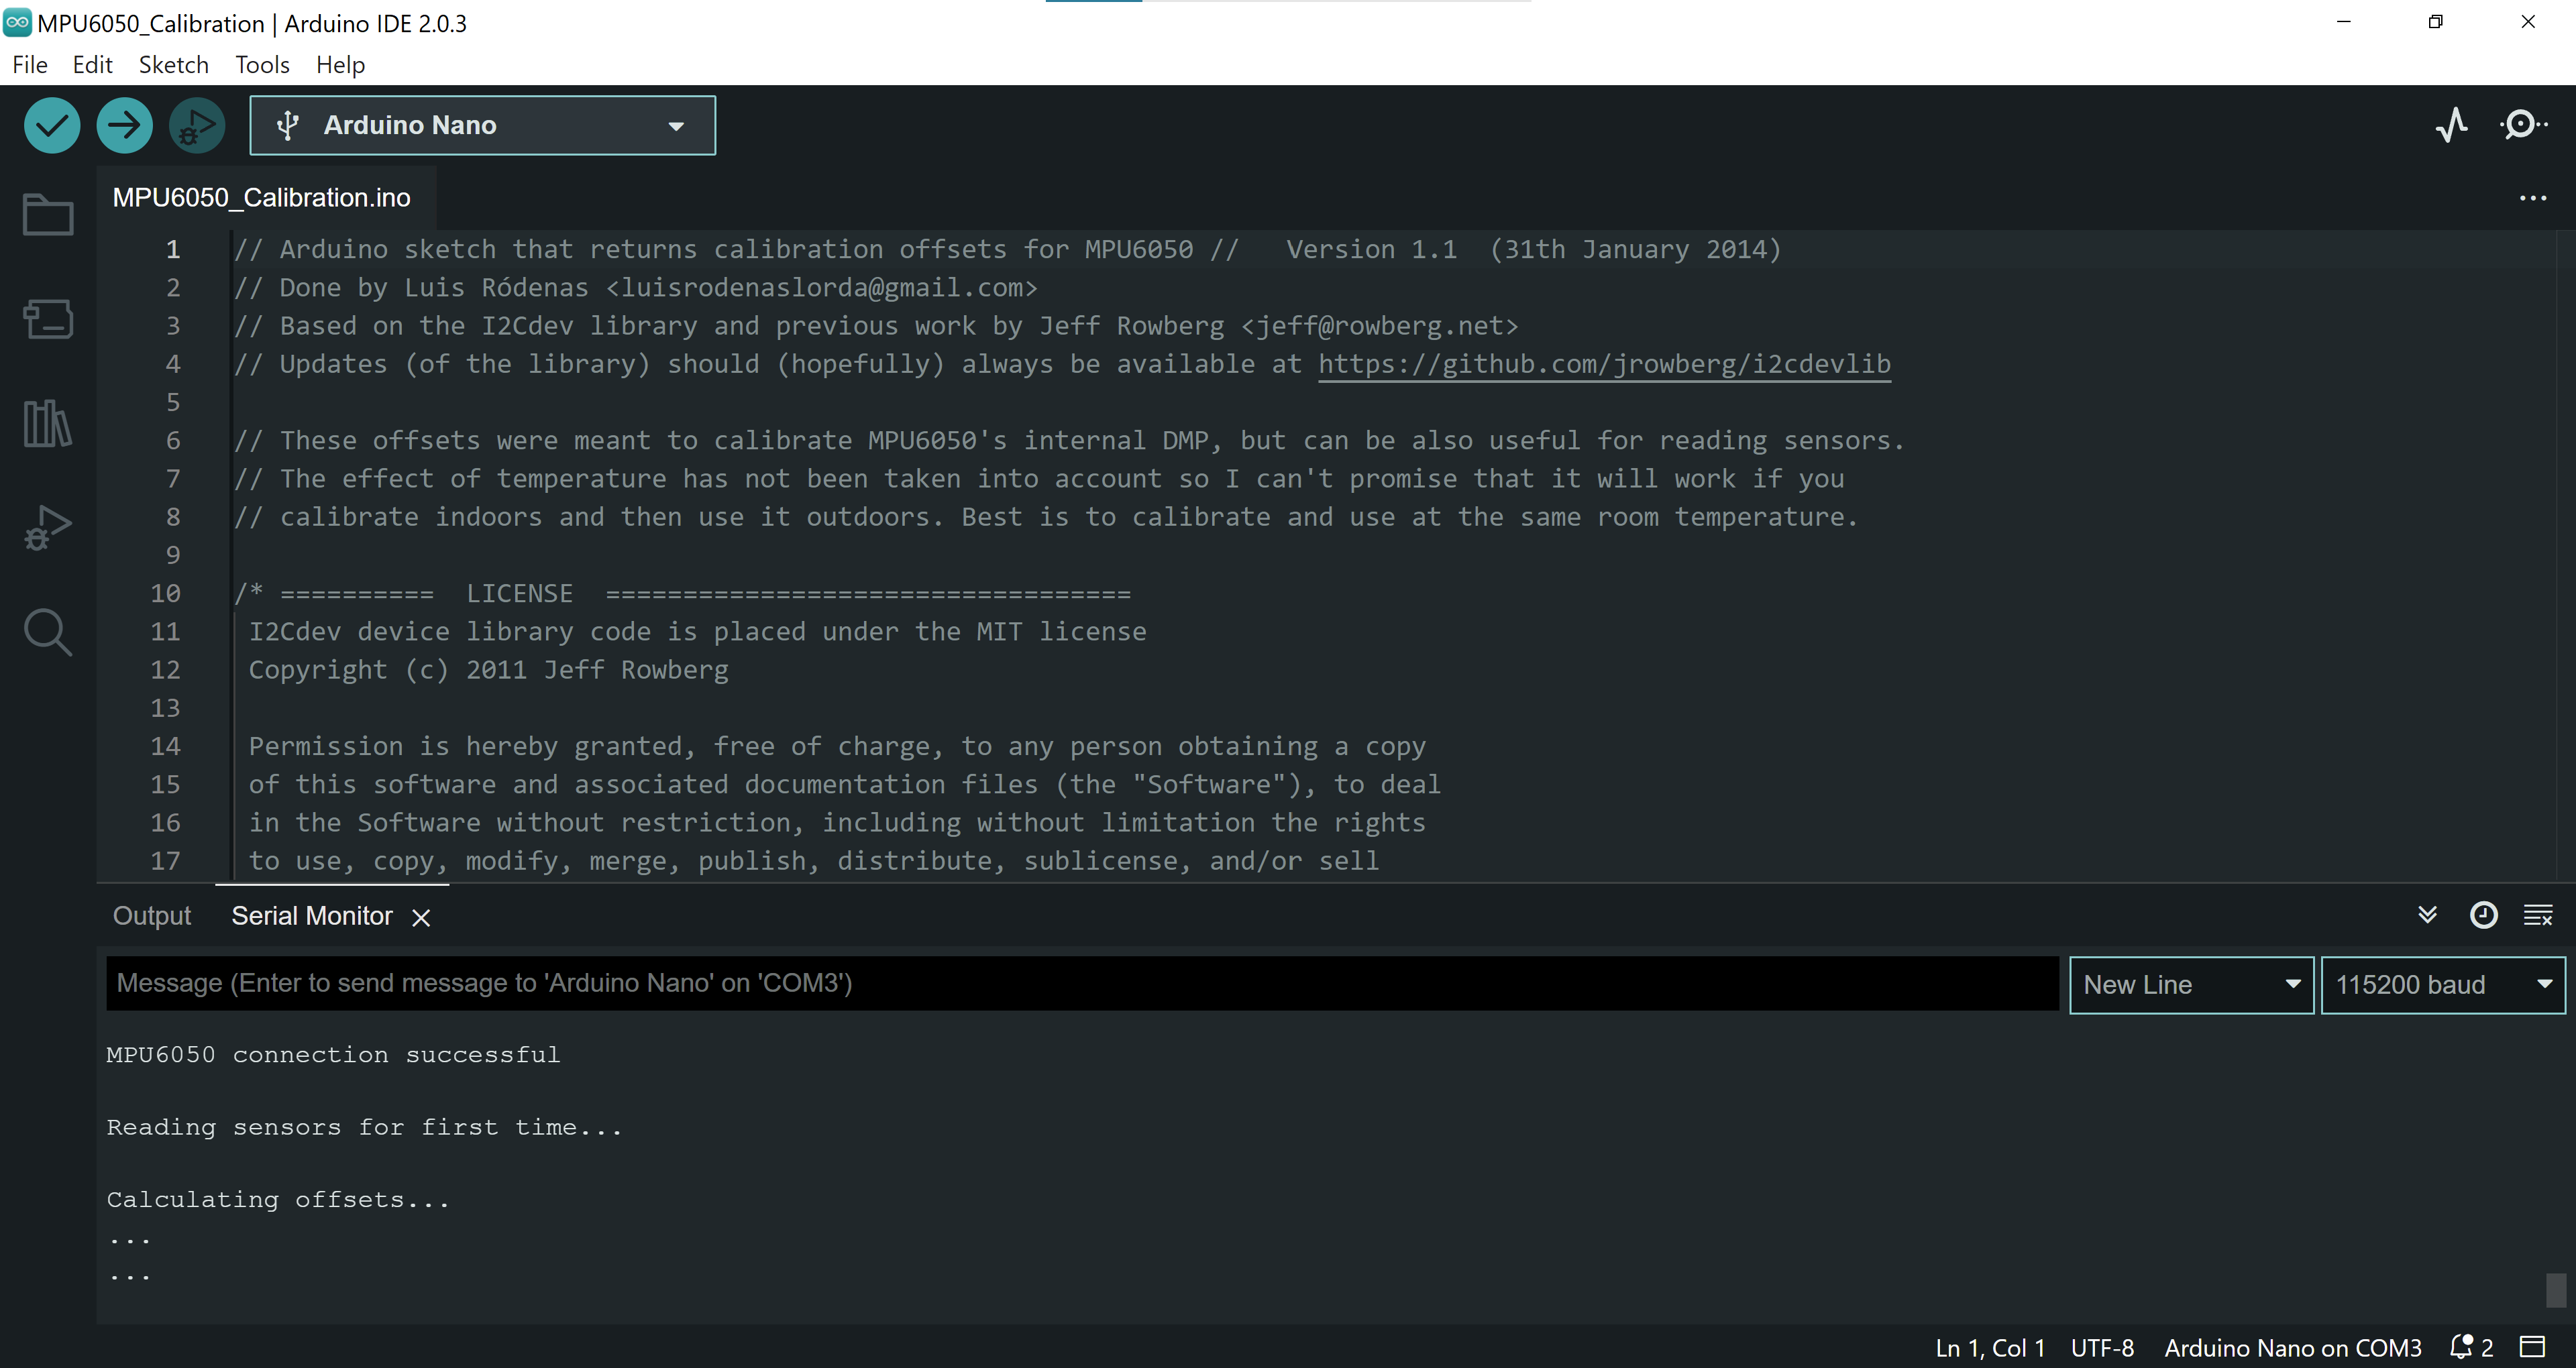 MPU6050_Calibration | Arduino IDE 2.0.3
File Edit Sketch Tools Help
Arduino Nano
MPU6050_Calibration.ino
1 // Arduino sketch that returns calibration offsets for MPU6050 //   Version 1.1  (31th January 2014)
2 // Done by Luis Ródenas <luisrodenaslorda@gmail.com>
3 // Based on the I2Cdev library and previous work by Jeff Rowberg <jeff@rowberg.net>
4 // Updates (of the library) should (hopefully) always be available at https://github.com/jrowberg/i2cdevlib
5
6 // These offsets were meant to calibrate MPU6050's internal DMP, but can be also useful for reading sensors.
7 // The effect of temperature has not been taken into account so I can't promise that it will work if you
8 // calibrate indoors and then use it outdoors. Best is to calibrate and use at the same room temperature.
9
10 /* ==========  LICENSE  ==================================
11 I2Cdev device library code is placed under the MIT license
12 Copyright (c) 2011 Jeff Rowberg
13
14 Permission is hereby granted, free of charge, to any person obtaining a copy
15 of this software and associated documentation files (the "Software"), to deal
16 in the Software without restriction, including without limitation the rights
17 to use, copy, modify, merge, publish, distribute, sublicense, and/or sell
Output Serial Monitor
Message (Enter to send message to 'Arduino Nano' on 'COM3') New Line 115200 baud
MPU6050 connection successful
Reading sensors for first time...
Calculating offsets...
...
...
Ln 1, Col 1 UTF-8 Arduino Nano on COM3 2